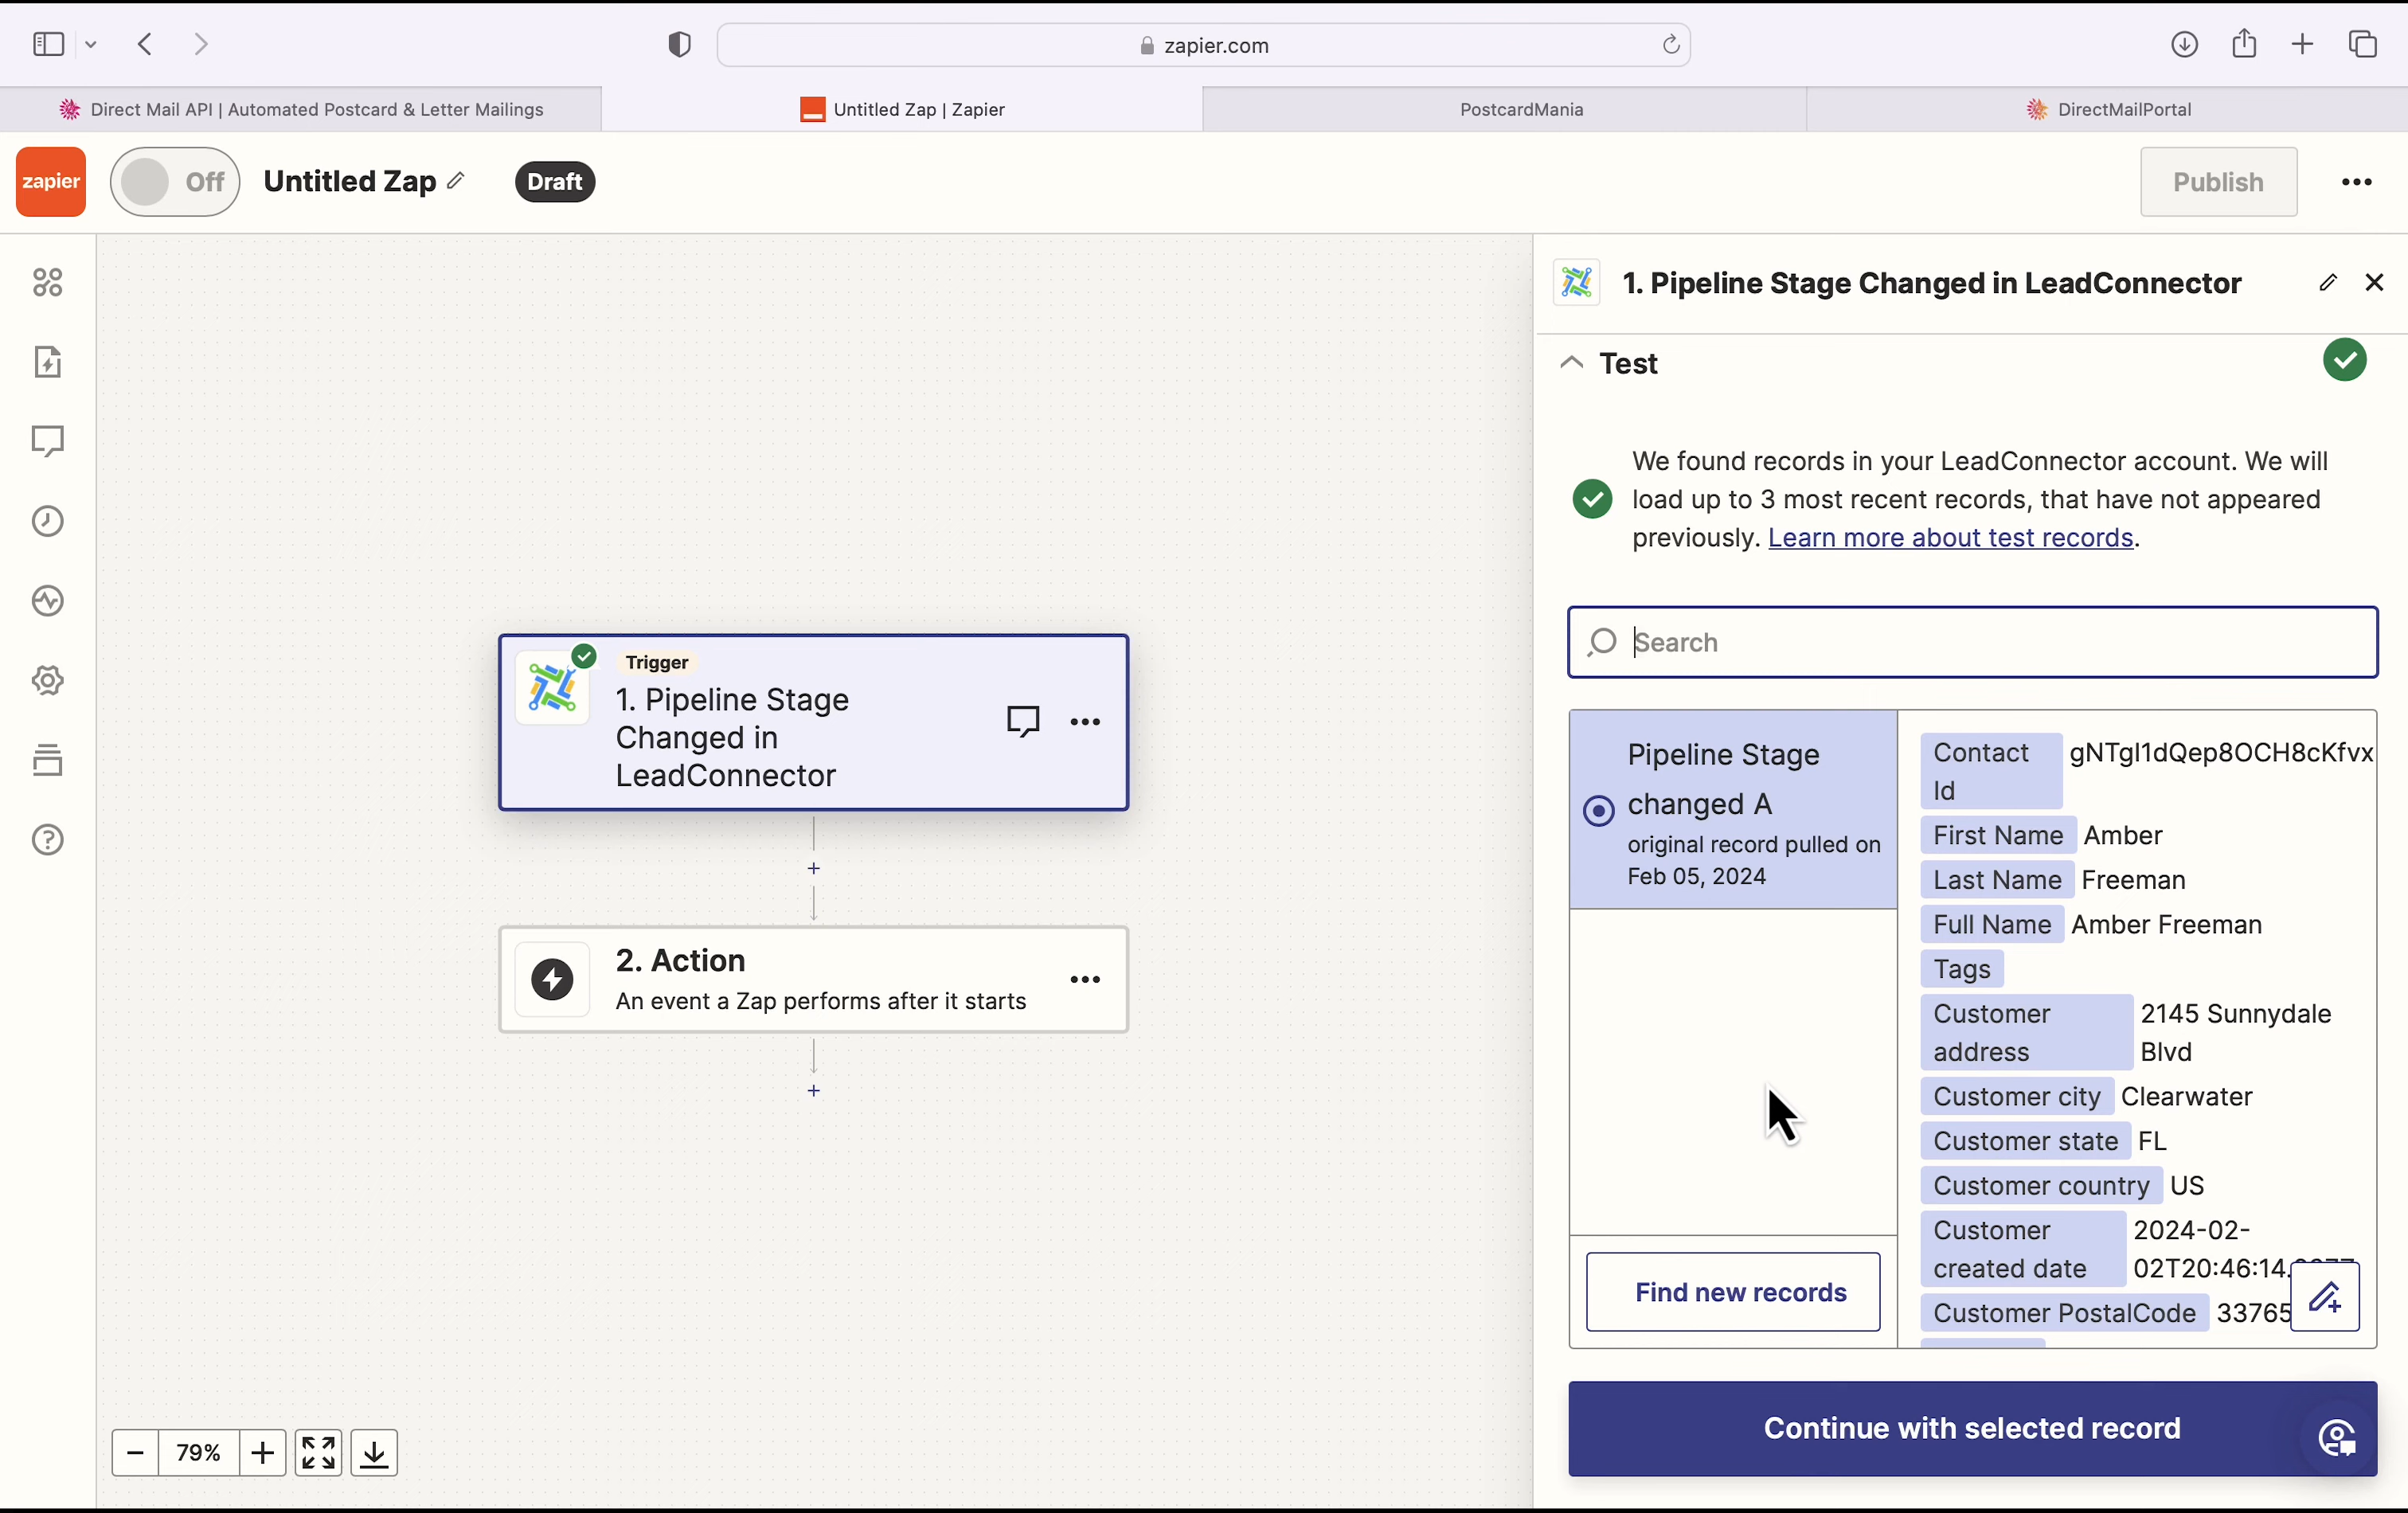 zapier.com
Direct Mail API | Automated Postcard & Letter Mailings
Untitled Zap | Zapier
PostcardMania
DirectMailPortal
zapier
Off
Untitled Zap
Draft
Publish
1. Pipeline Stage Changed in LeadConnector
Test
We found records in your LeadConnector account. We will
load up to 3 most recent records, that have not appeared
previously. Learn more about test records.
Search
Trigger
1. Pipeline Stage
Changed in
LeadConnector
2. Action
An event a Zap performs after it starts
Pipeline Stage
changed A
original record pulled on
Feb 05, 2024
Find new records
Contact gNTgl1dQep8OCH8cKfvx
Id
First Name Amber
Last Name Freeman
Full Name Amber Freeman
Tags
Customer 2145 Sunnydale
address Blvd
Customer city Clearwater
Customer state FL
Customer country US
Customer 2024-02-
created date 02T20:46:14.
Customer PostalCode 33765
Continue with selected record
79%